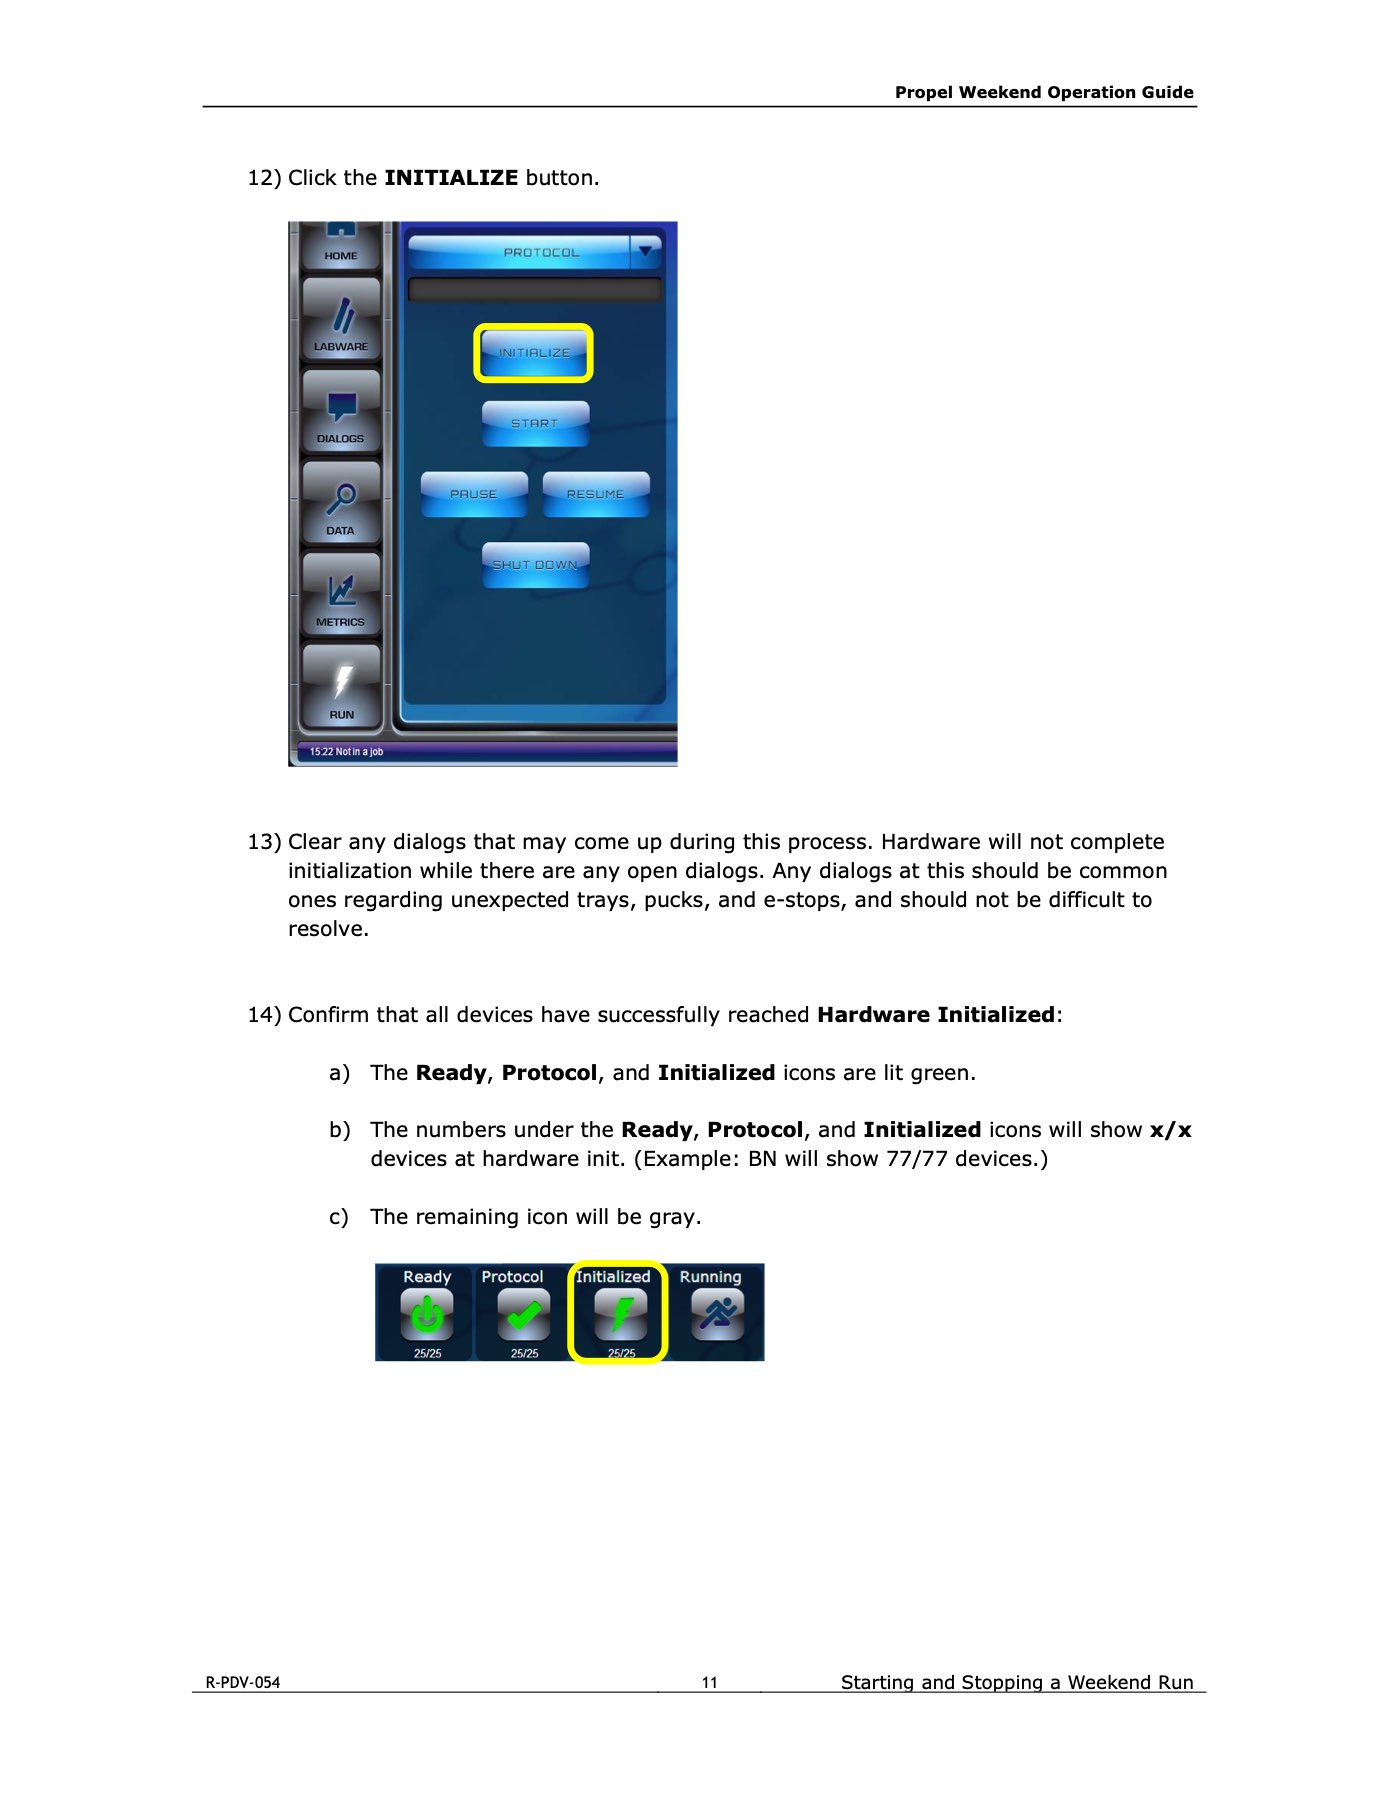 Propel Weekend Operation Guide
12) Click the INITIALIZE button.
HOME
LABWARE
DIALOGS
DATA
METRICS
RUN
PROTOCOL
INITIALIZE
START
PAUSE RESUME
SHUT DOWN
15:22 Not in a job
13) Clear any dialogs that may come up during this process. Hardware will not complete
initialization while there are any open dialogs. Any dialogs at this should be common
ones regarding unexpected trays, pucks, and e-stops, and should not be difficult to
resolve.
14) Confirm that all devices have successfully reached Hardware Initialized:
a) The Ready, Protocol, and Initialized icons are lit green.
b) The numbers under the Ready, Protocol, and Initialized icons will show x/x
devices at hardware init. (Example: BN will show 77/77 devices.)
c) The remaining icon will be gray.
Ready Protocol Initialized Running
25/25 25/25 25/25
R-PDV-054 11 Starting and Stopping a Weekend Run